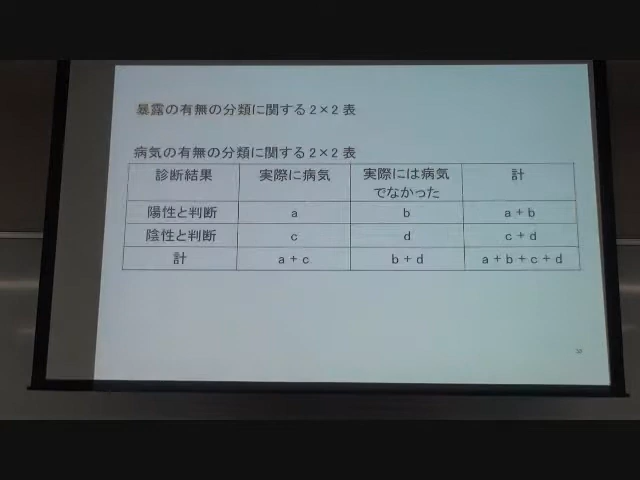 暴露の有無の分類に関する2×2表
病気の有無の分類に関する2×2表
診断結果 実際に病気 実際には病気でなかった 計
陽性と判断 a b a+b
陰性と判断 c d c+d
計 a+c b+d a+b+c+d